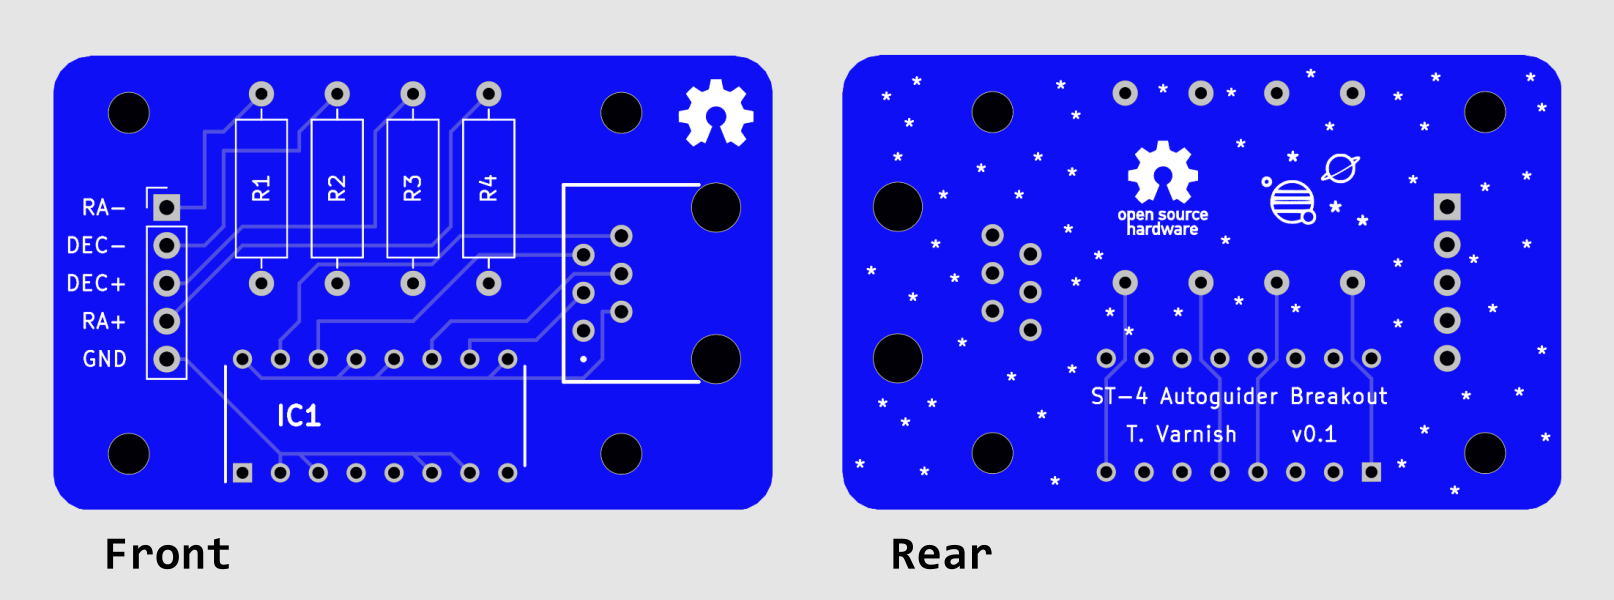 R1 R2 R3 R4
RA-
DEC-
DEC+
RA+
GND
IC1
Front
open source
hardware
ST-4 Autoguider Breakout
T. Varnish v0.1
Rear